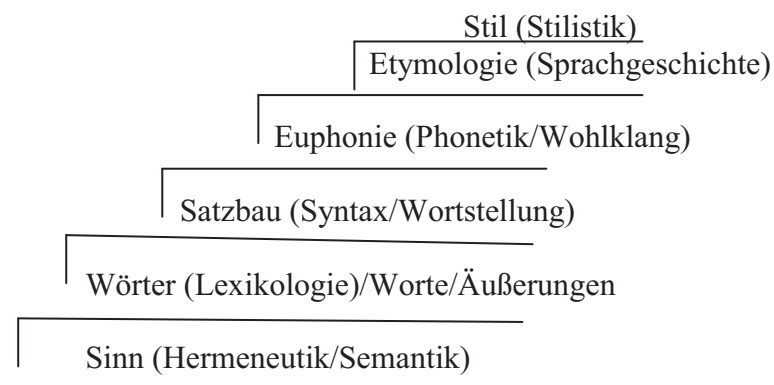 Stil (Stilistik)
Etymologie (Sprachgeschichte)
Euphonie (Phonetik/Wohlklang)
Satzbau (Syntax/Wortstellung)
Wörter (Lexikologie)/Worte/Äußerungen
Sinn (Hermeneutik/Semantik)